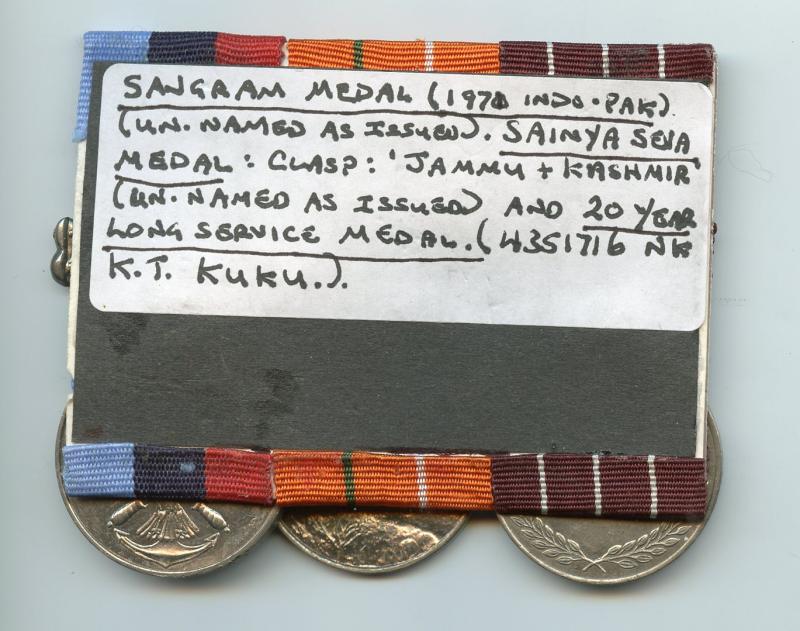 SANGRAM MEDAL (1971 INDO-PAK).
(UN-NAMED AS ISSUED). SAINYA SEVA
MEDAL: CLASP: 'JAMMU + KASHMIR
(UN-NAMED AS ISSUED) AND 20 YEAR
LONG SERVICE MEDAL. (4351716 NK
K.T. KUKU.).